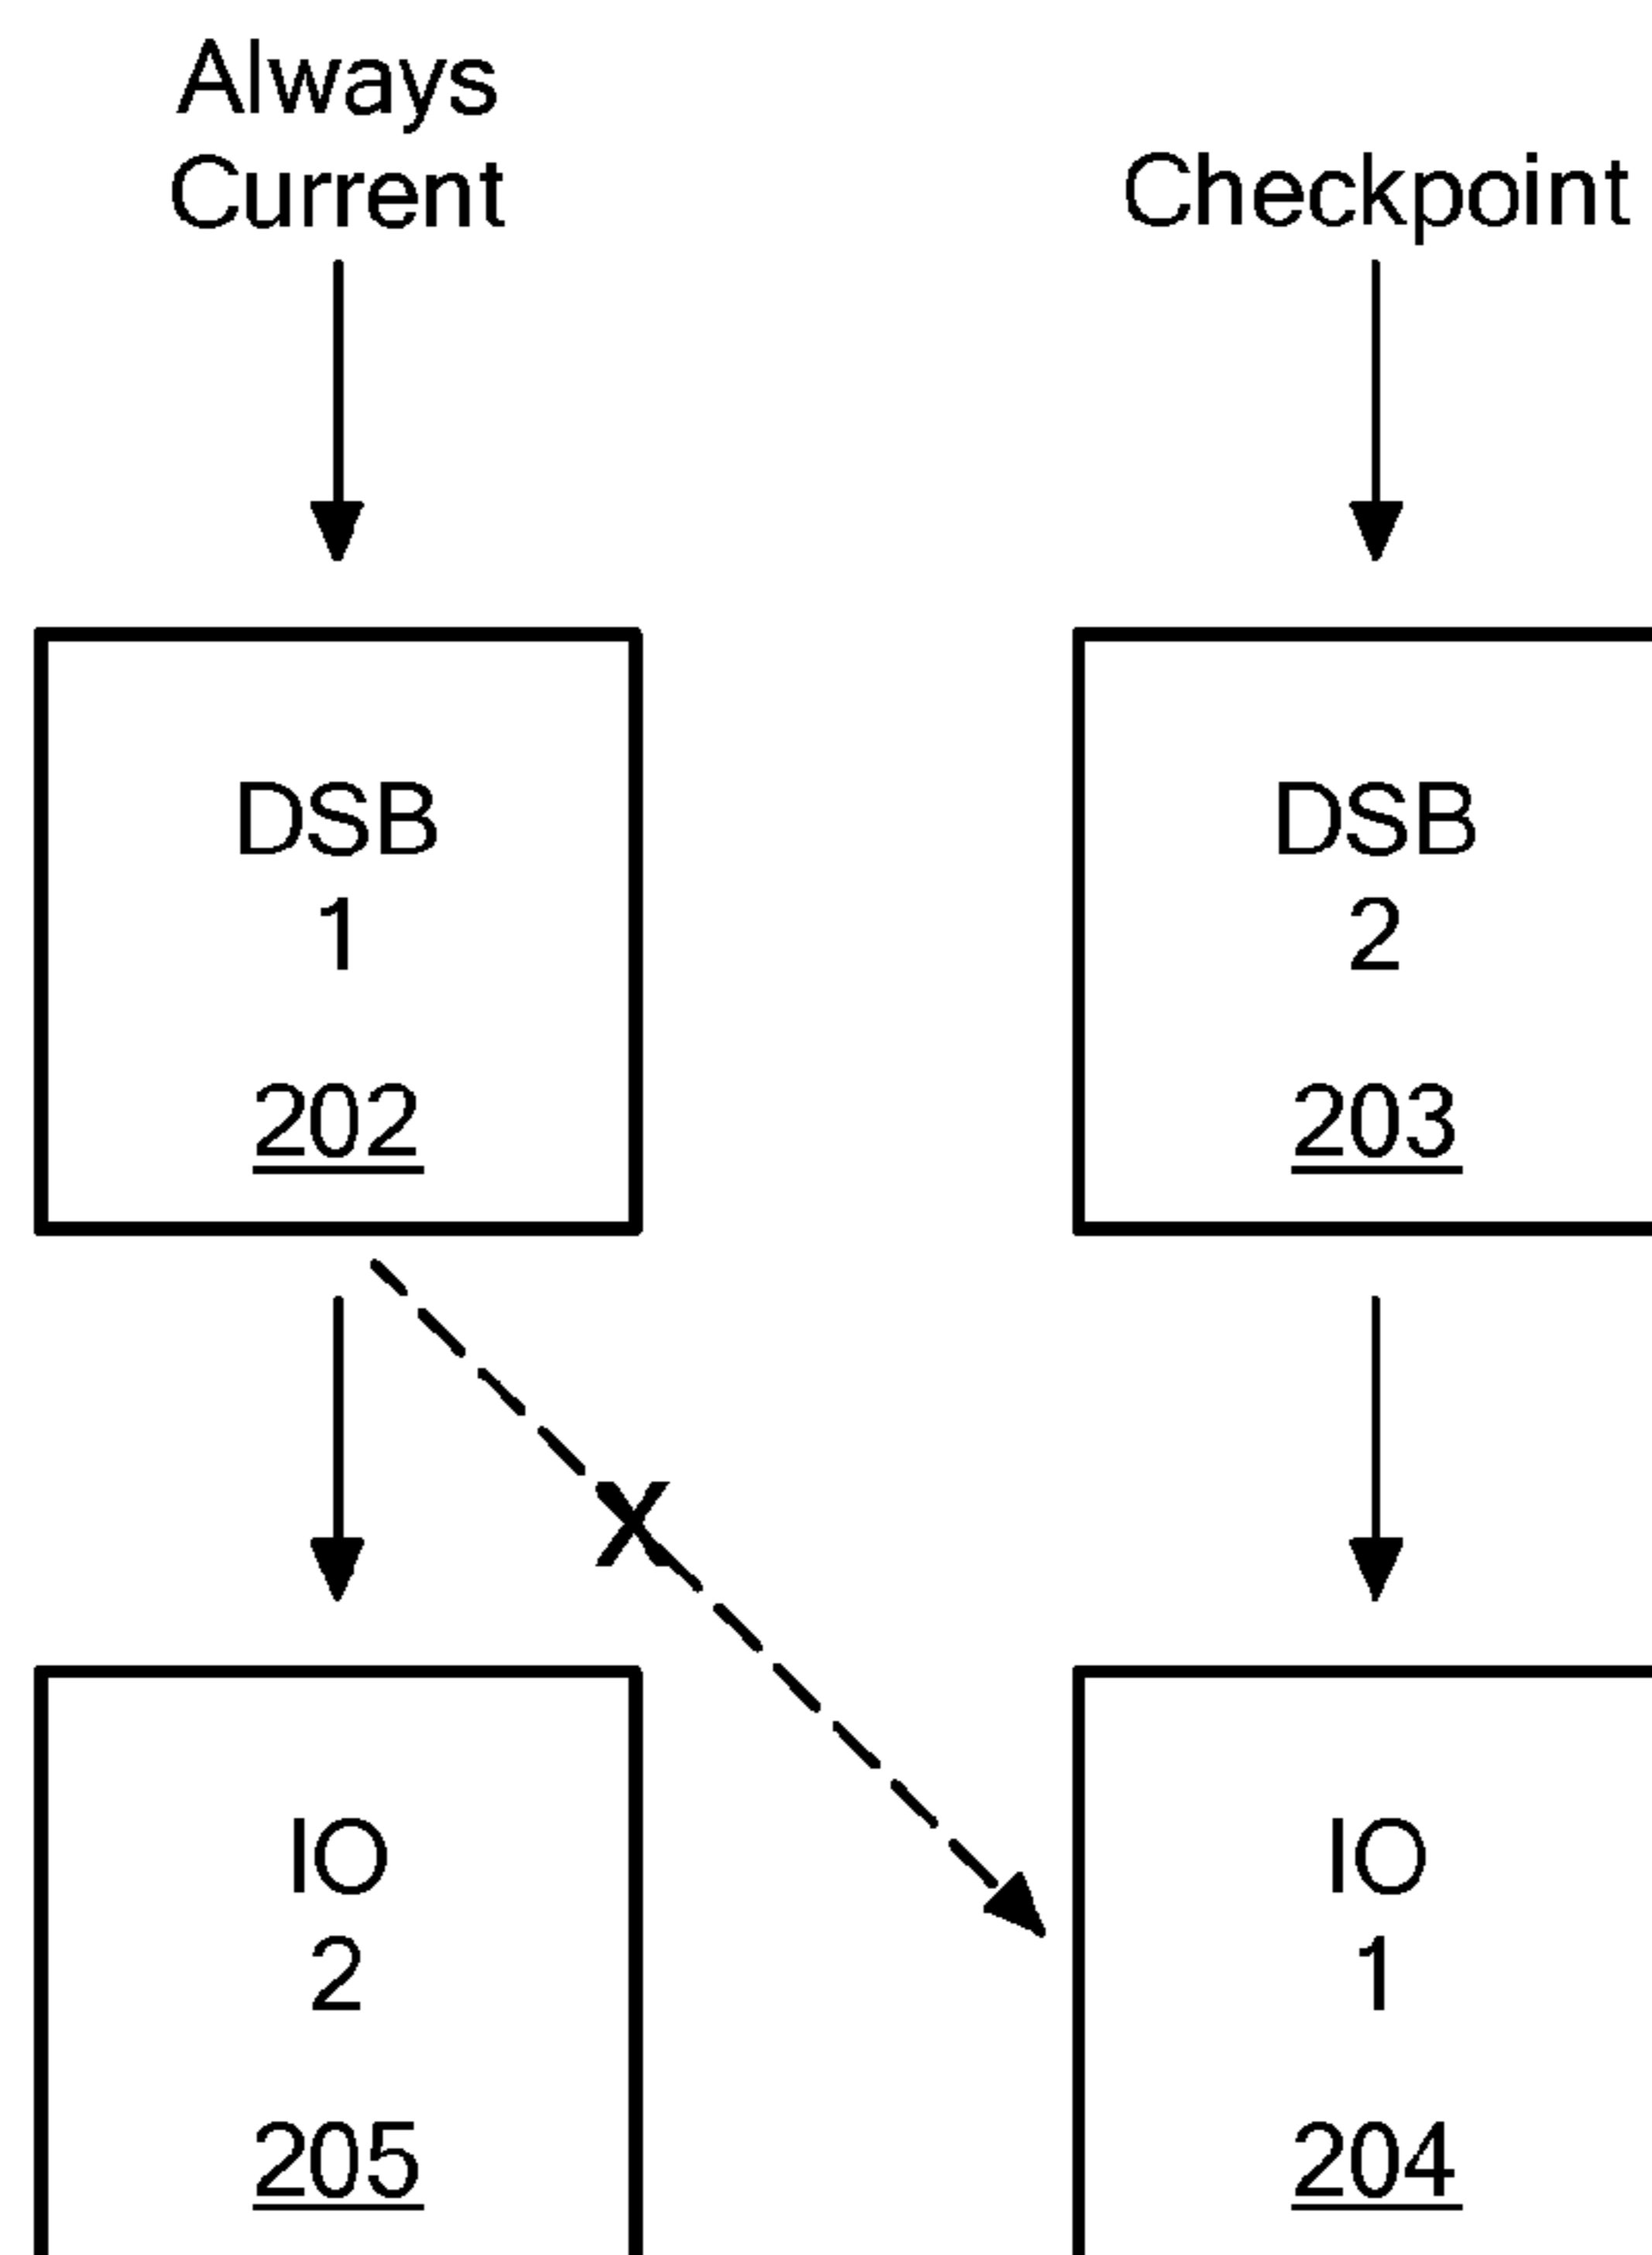 Always
Current
Checkpoint
DSB
1
202
DSB
2
203
X
IO
2
205
IO
1
204